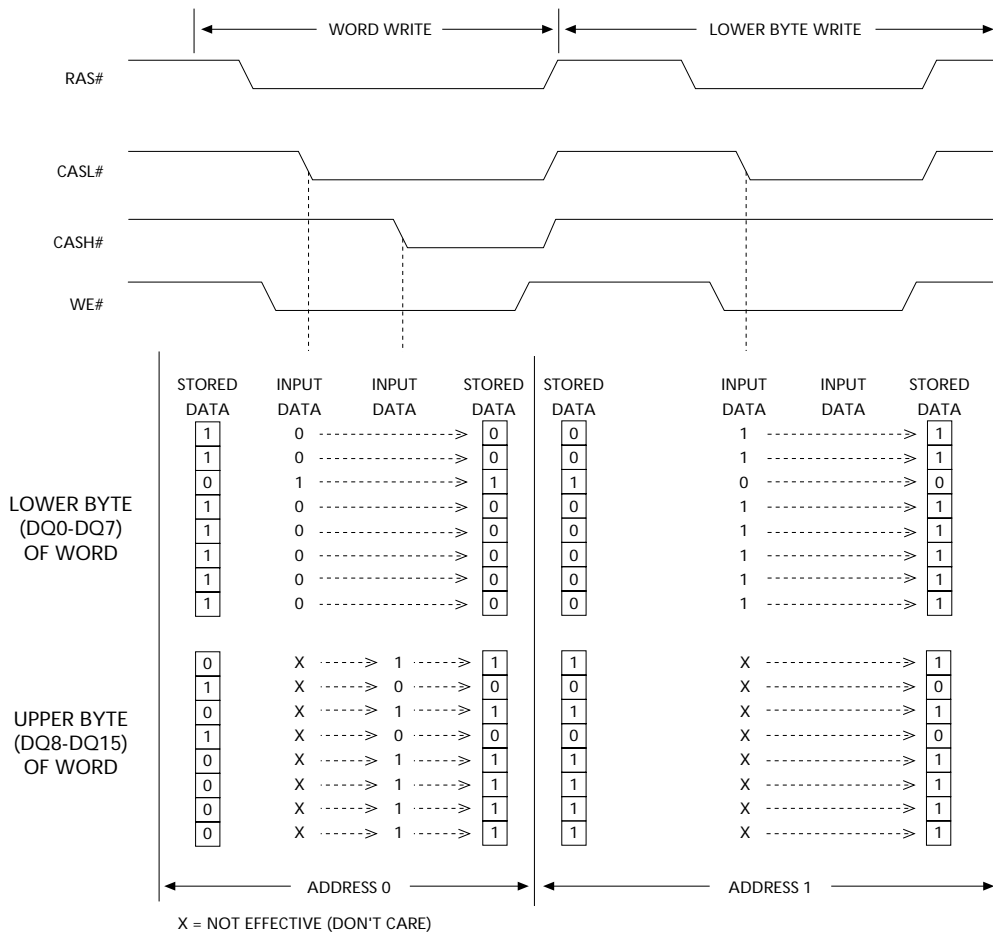 WORD WRITE LOWER BYTE WRITE
RAS#
CASL#
CASH#
WE#
STORED INPUT INPUT STORED STORED INPUT INPUT STORED
DATA DATA DATA DATA DATA DATA DATA DATA
1 0 0 0 1 1
1 0 0 0 1 1
0 1 1 1 0 0
1 0 0 0 1 1
1 0 0 0 1 1
1 0 0 0 1 1
1 0 0 0 1 1
1 0 0 0 1 1
LOWER BYTE
(DQ0-DQ7)
OF WORD
0 X 1 1 1 X 1
1 X 0 0 0 X 0
0 X 1 1 1 X 1
1 X 0 0 0 X 0
0 X 1 1 1 X 1
0 X 1 1 1 X 1
0 X 1 1 1 X 1
0 X 1 1 1 X 1
UPPER BYTE
(DQ8-DQ15)
OF WORD
ADDRESS 0 ADDRESS 1
X = NOT EFFECTIVE (DON'T CARE)